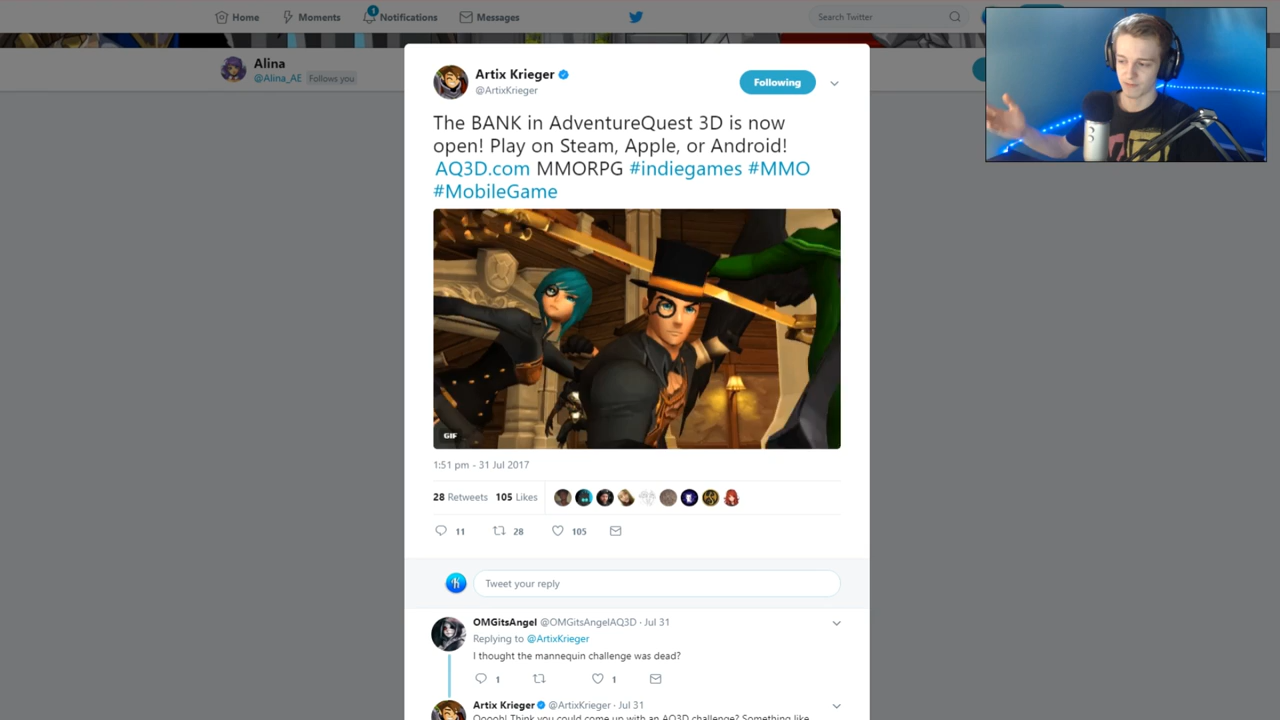 Home Moments 1 Notifications Messages Search Twitter
Alina
@Alina_AE Follows you
Artix Krieger
@ArtixKrieger
Following
The BANK in AdventureQuest 3D is now
open! Play on Steam, Apple, or Android!
AQ3D.com MMORPG #indiegames #MMO
#MobileGame
GIF
1:51 pm - 31 Jul 2017
28 Retweets 105 Likes
11 28 105
Tweet your reply
OMGitsAngel @OMGitsAngelAQ3D · Jul 31
Replying to @ArtixKrieger
I thought the mannequin challenge was dead?
1 1
Artix Krieger @ArtixKrieger · Jul 31
Ooooh! Think you could come up with an AQ3D challenge? Something like